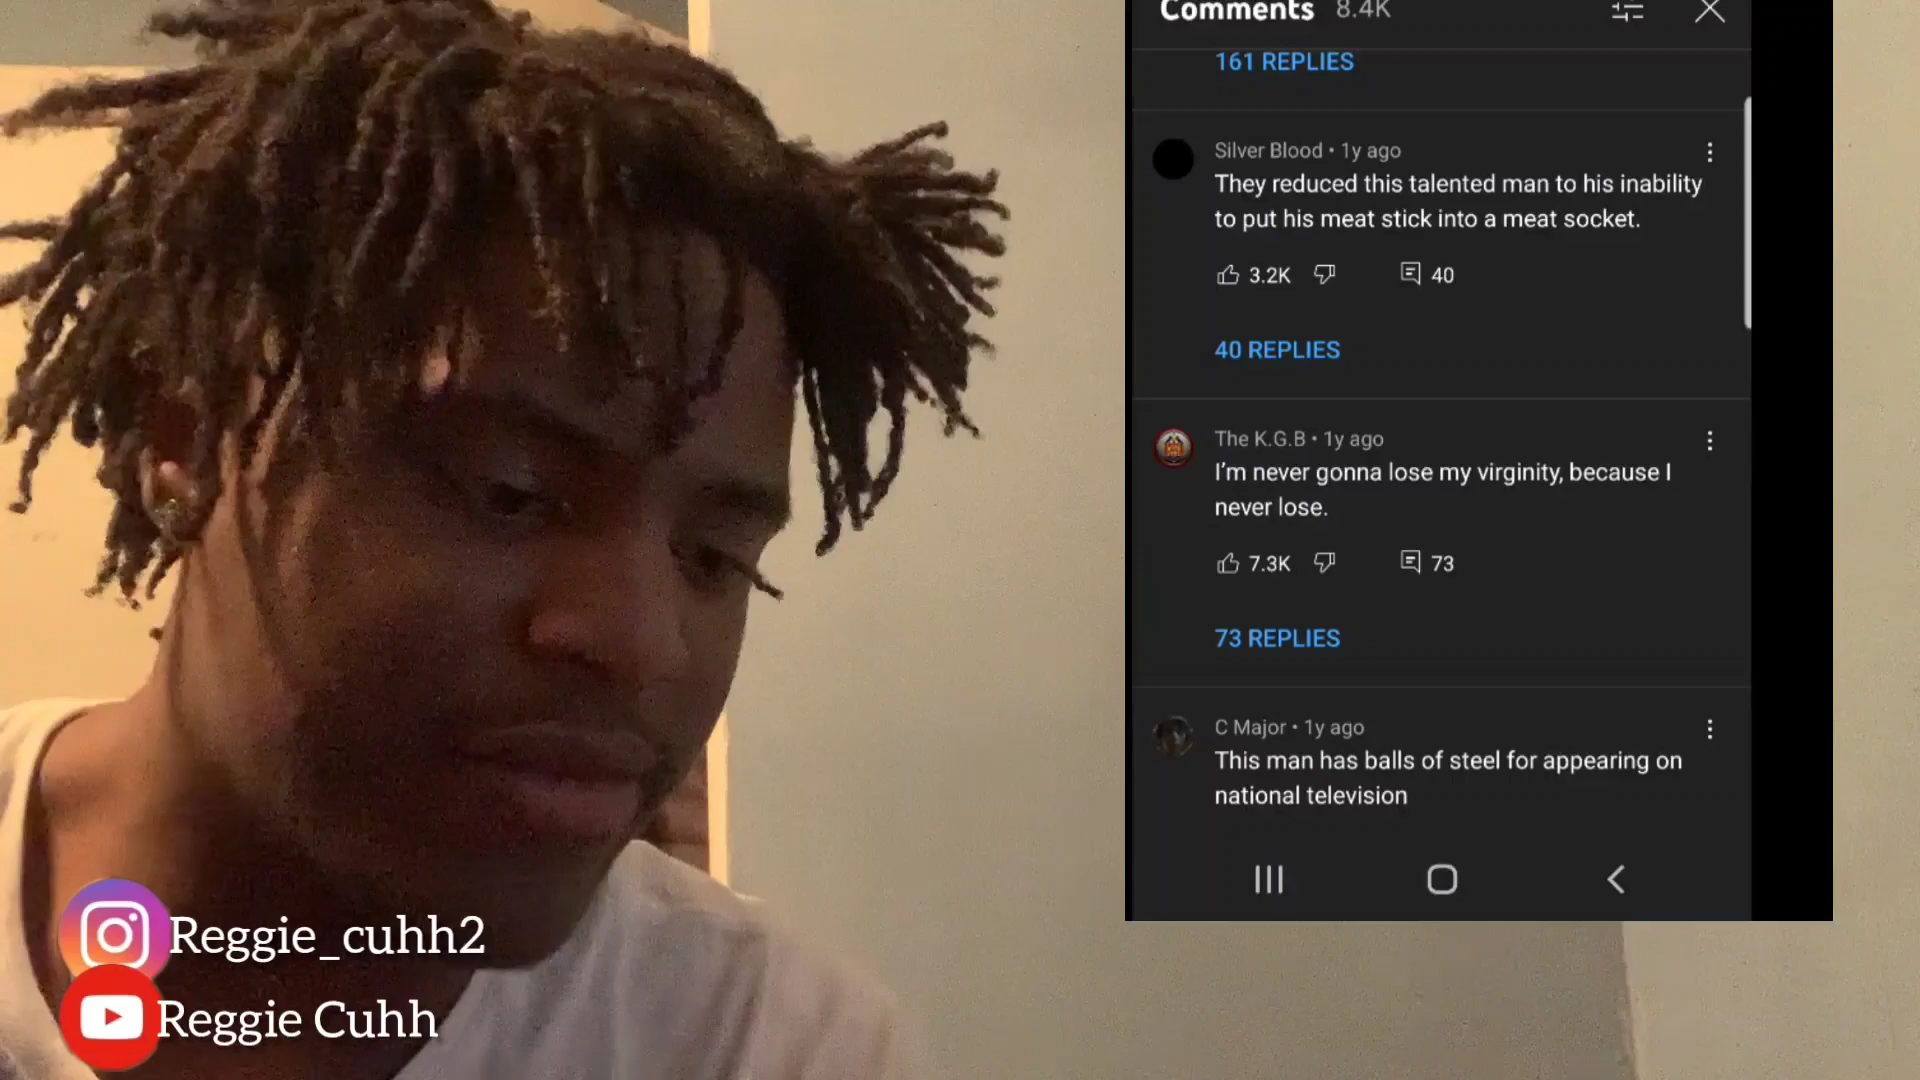 Comments 8.4K
161 REPLIES
Silver Blood • 1y ago
They reduced this talented man to his inability
to put his meat stick into a meat socket.
3.2K 40
40 REPLIES
The K.G.B • 1y ago
I'm never gonna lose my virginity, because I
never lose.
7.3K 73
73 REPLIES
C Major • 1y ago
This man has balls of steel for appearing on
national television
Reggie_cuhh2
Reggie Cuhh